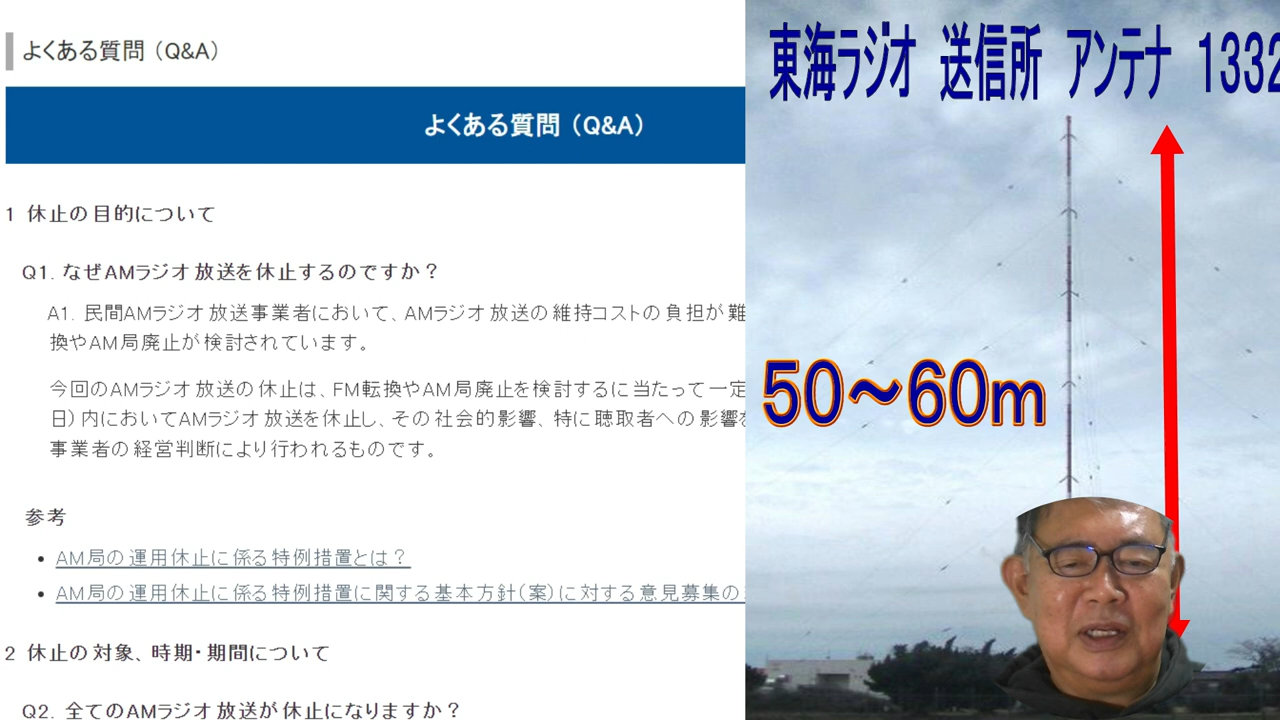 よくある質問（Q&A）
よくある質問（Q&A）
1 休止の目的について
Q1. なぜAMラジオ放送を休止するのですか？
A1. 民間AMラジオ放送事業者において、AMラジオ放送の維持コストの負担が難
換やAM局廃止が検討されています。
今回のAMラジオ放送の休止は、FM転換やAM局廃止を検討するに当たって一定
日）内においてAMラジオ放送を休止し、その社会的影響、特に聴取者への影響を
事業者の経営判断により行われるものです。
参考
AM局の運用休止に係る特例措置とは？
AM局の運用休止に係る特例措置に関する基本方針（案）に対する意見募集の
2 休止の対象、時期・期間について
Q2. 全てのAMラジオ放送が休止になりますか？
東海ラジオ 送信所 アンテナ 1332
50～60m